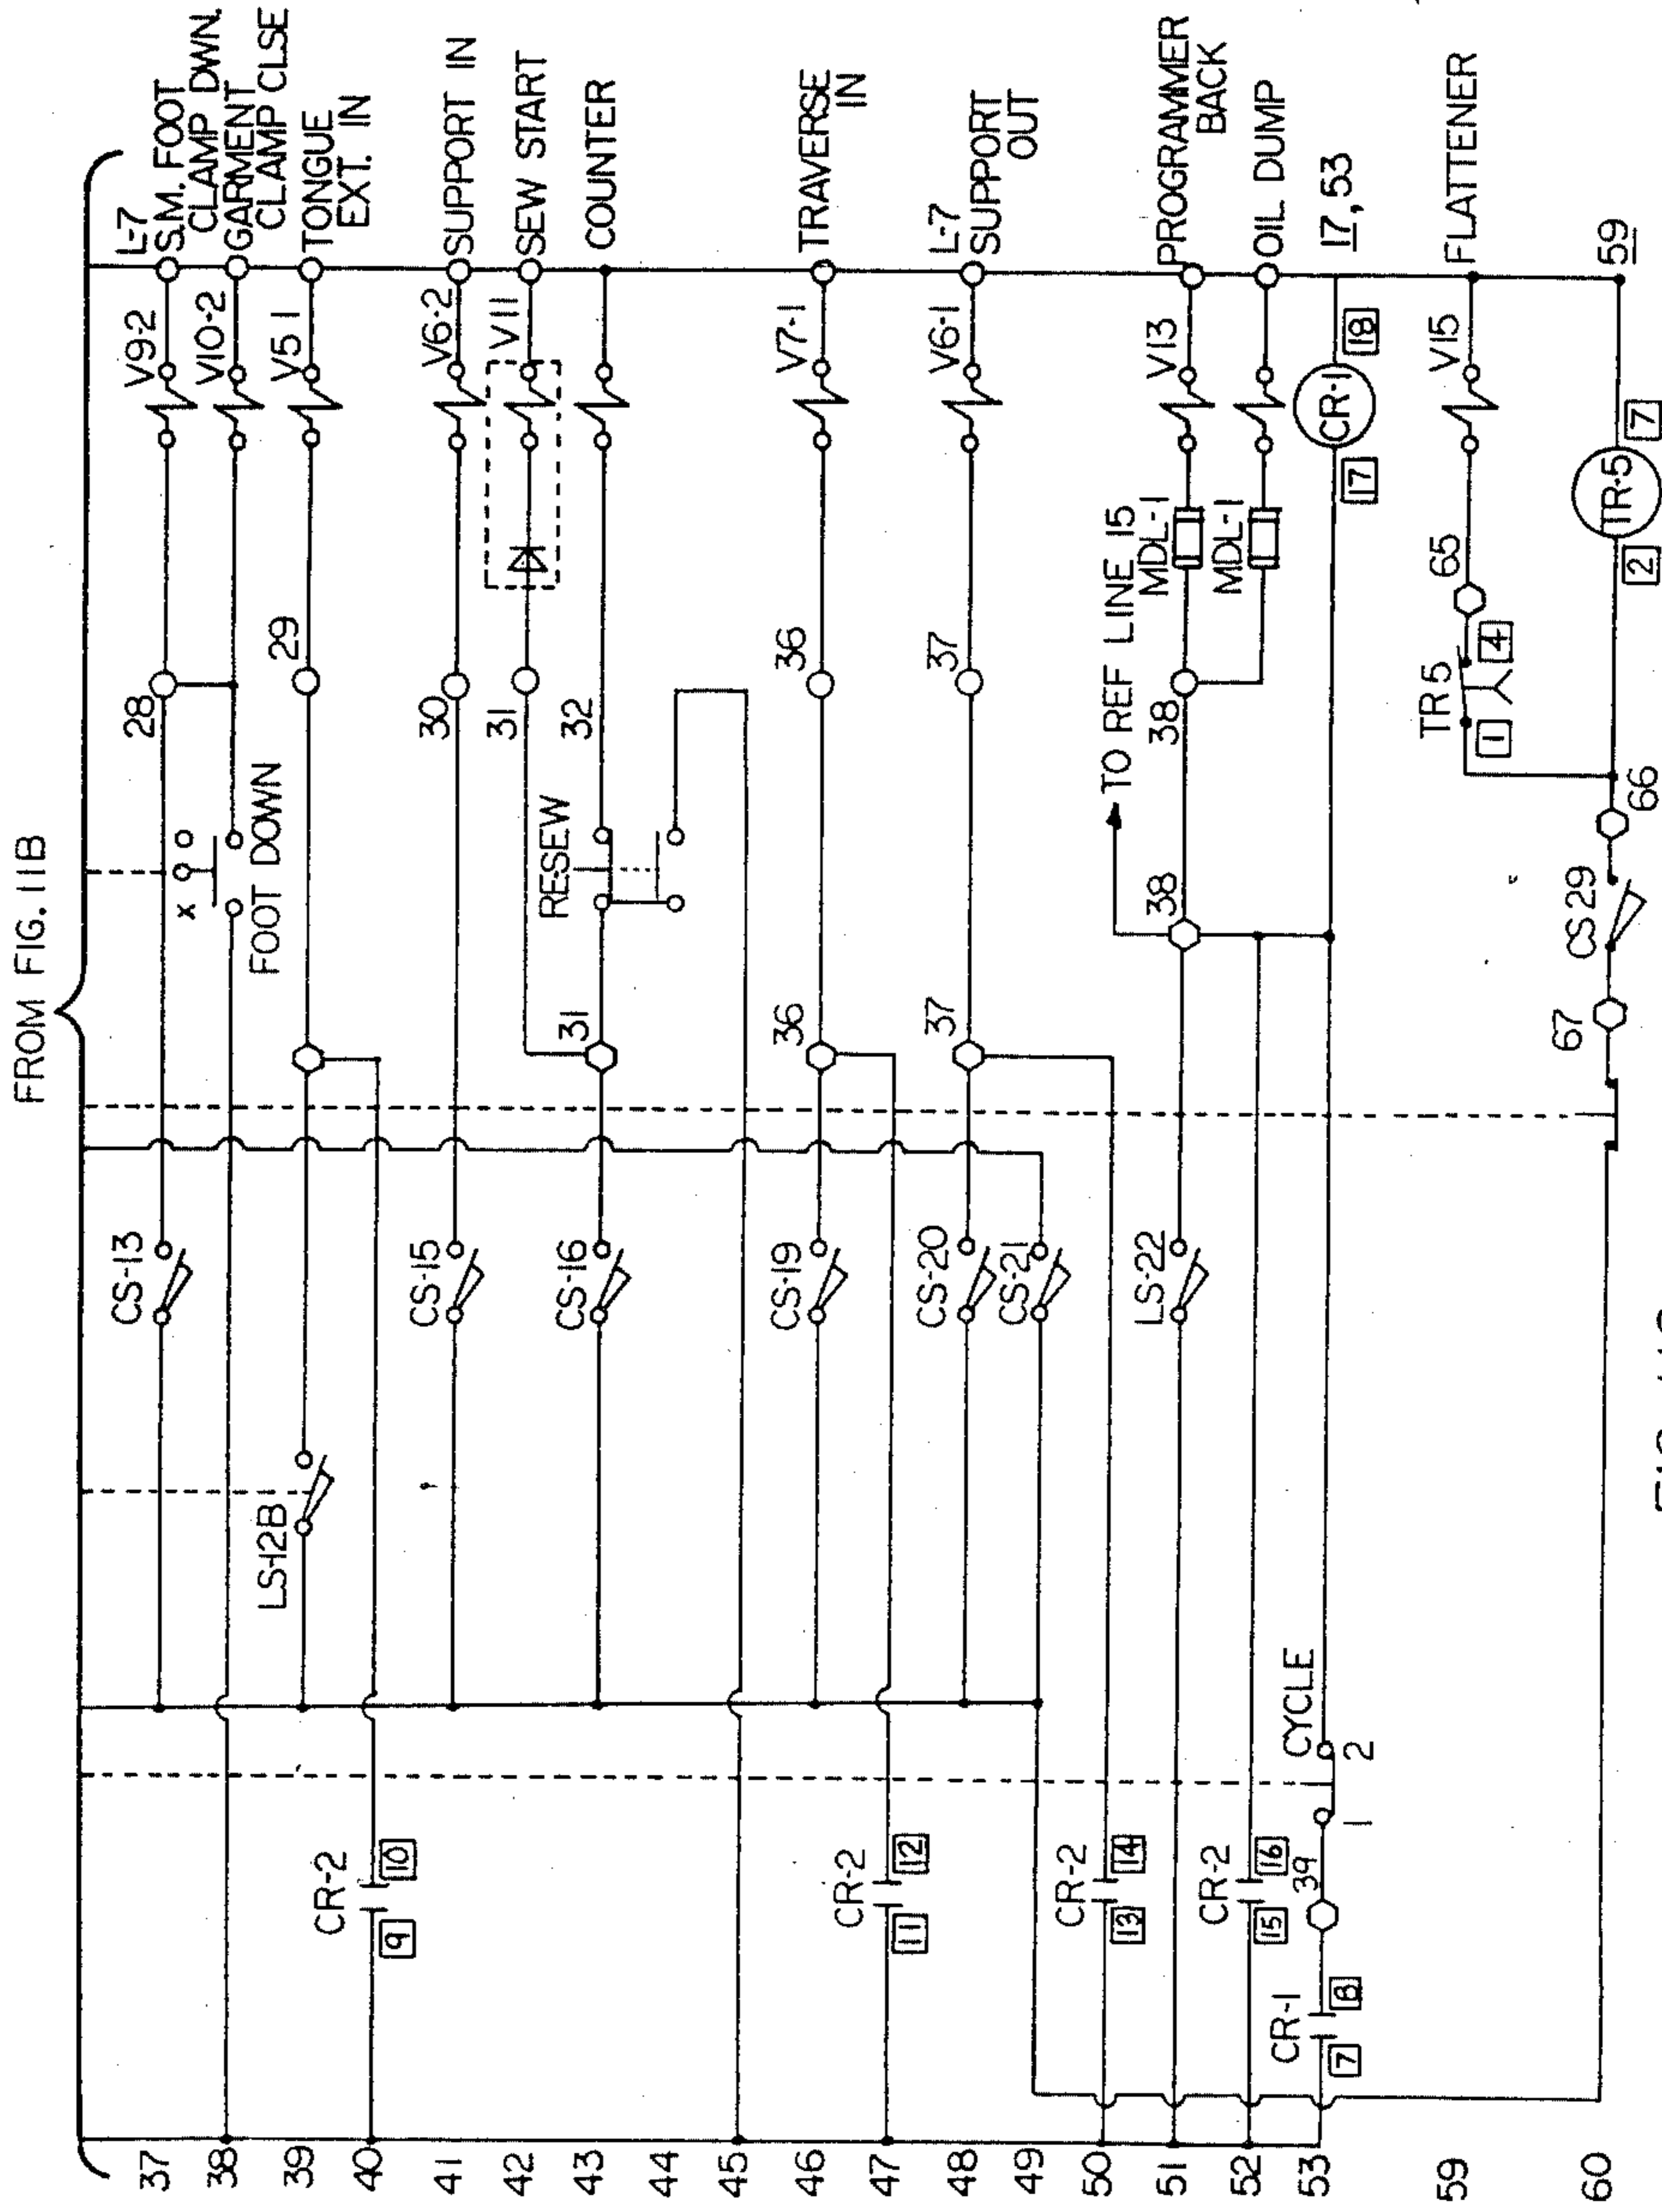 FROM FIG. 11B
37
CS-13
28
V9-2
L-7
S.M. FOOT
CLAMP DWN.
38
x
FOOT DOWN
V10-2
GARMENT
CLAMP CLSE
39
LS-12B
29
V5-1
TONGUE
EXT. IN
40
CR-2
9
10
41
CS-15
30
V6-2
SUPPORT IN
42
31
V11
SEW START
43
CS-16
31
RE-SEW
32
COUNTER
44
45
46
CS-19
36
36
V7-1
TRAVERSE
IN
47
CR-2
11
12
48
CS-20
37
37
V6-1
L-7
SUPPORT
OUT
49
CS-21
50
CR-2
13
14
TO REF LINE 15
51
LS-22
38
38
MDL-1
V13
PROGRAMMER
BACK
52
CR-2
15
16
MDL-1
OIL DUMP
53
CR-1
7
8
39
1
CYCLE
2
17
CR-1
18
17, 53
59
TR 5
1
4
65
V15
FLATTENER
60
67
CS 29
66
2
TR-5
7
59